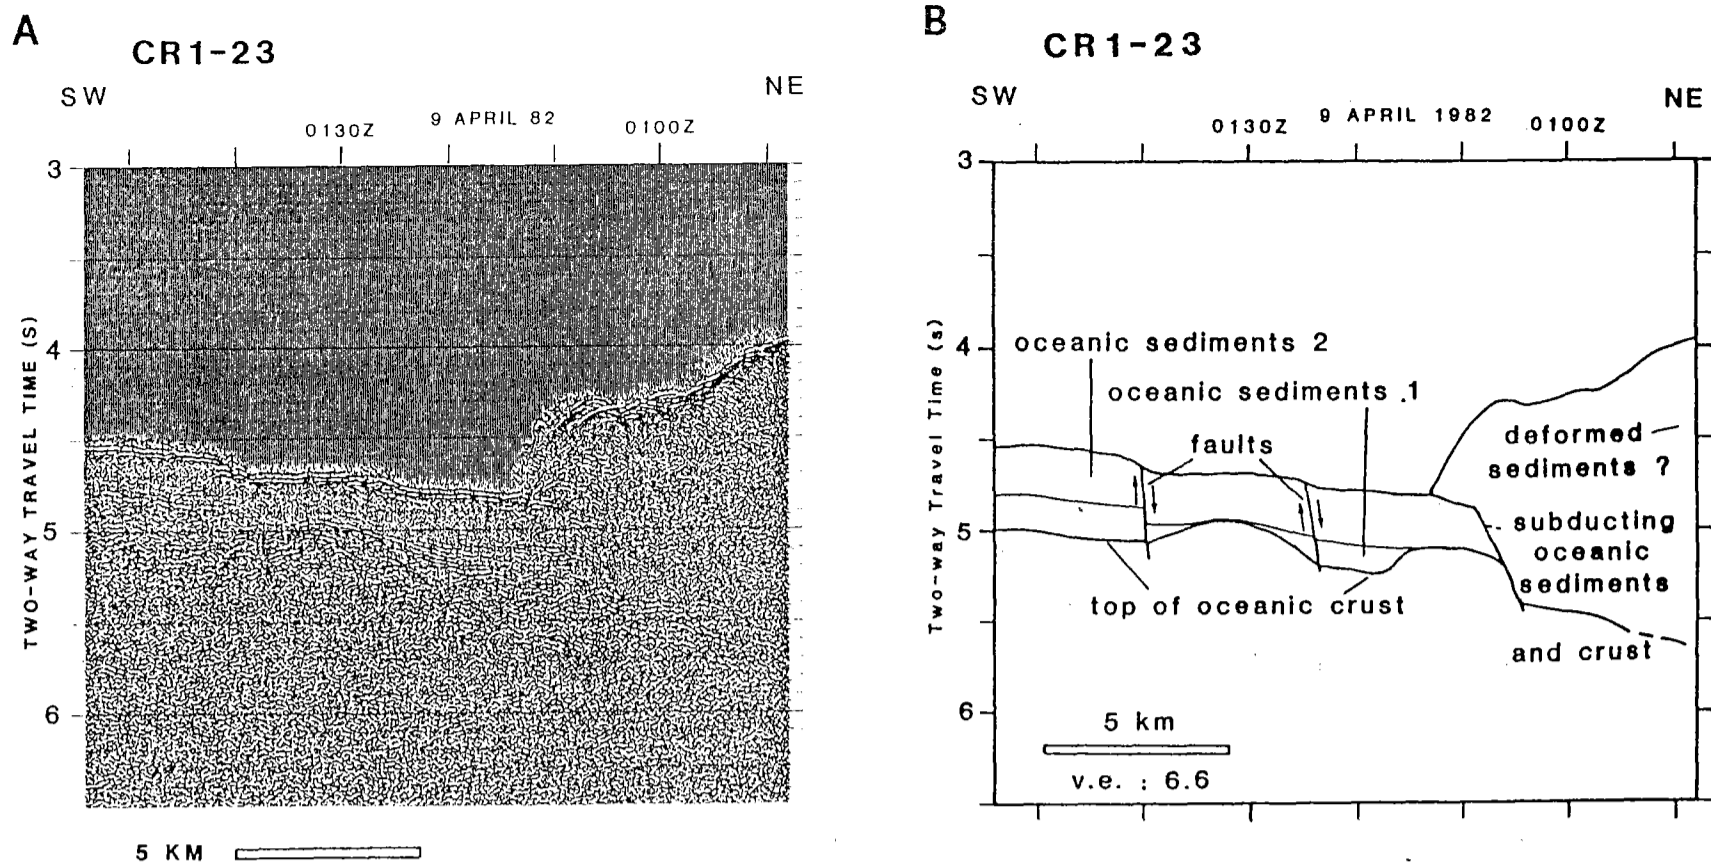 A
CR1-23
SW
NE
0130Z
9 APRIL 82
0100Z
3
4
5
6
TWO-WAY TRAVEL TIME (S)
5 KM
B
CR1-23
SW
NE
0130Z
9 APRIL 1982
0100Z
3
4
5
6
Two-way Travel Time (s)
oceanic sediments 2
oceanic sediments .1
faults
deformed
sediments ?
subducting
oceanic
sediments
top of oceanic crust
and crust
5 km
v.e. : 6.6